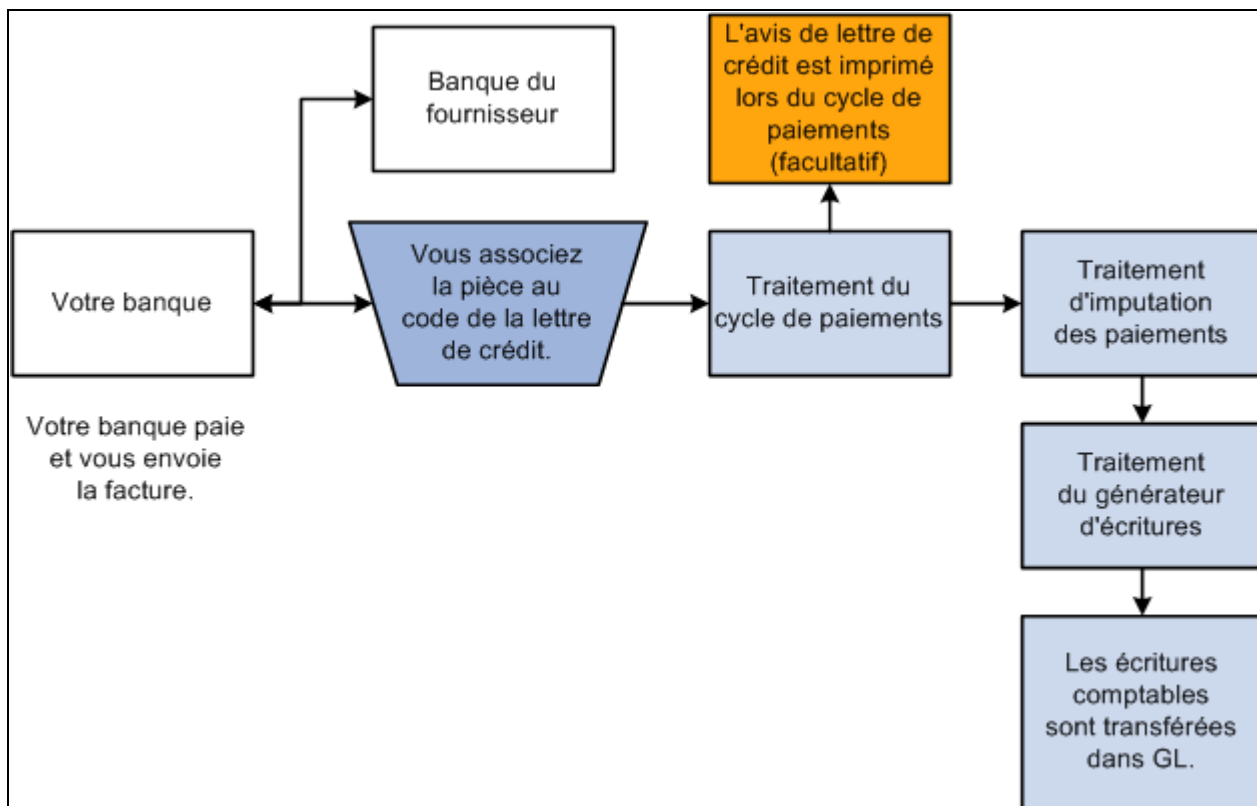 L'avis de lettre de
crédit est imprimé
lors du cycle de
paiements
(facultatif)
Banque du
fournisseur
Votre banque
Vous associez
la pièce au
code de la lettre
de crédit.
Traitement du
cycle de paiements
Traitement
d'imputation
des paiements
Votre banque paie
et vous envoie
la facture.
Traitement
du générateur
d'écritures
Les écritures
comptables
sont transférées
dans GL.